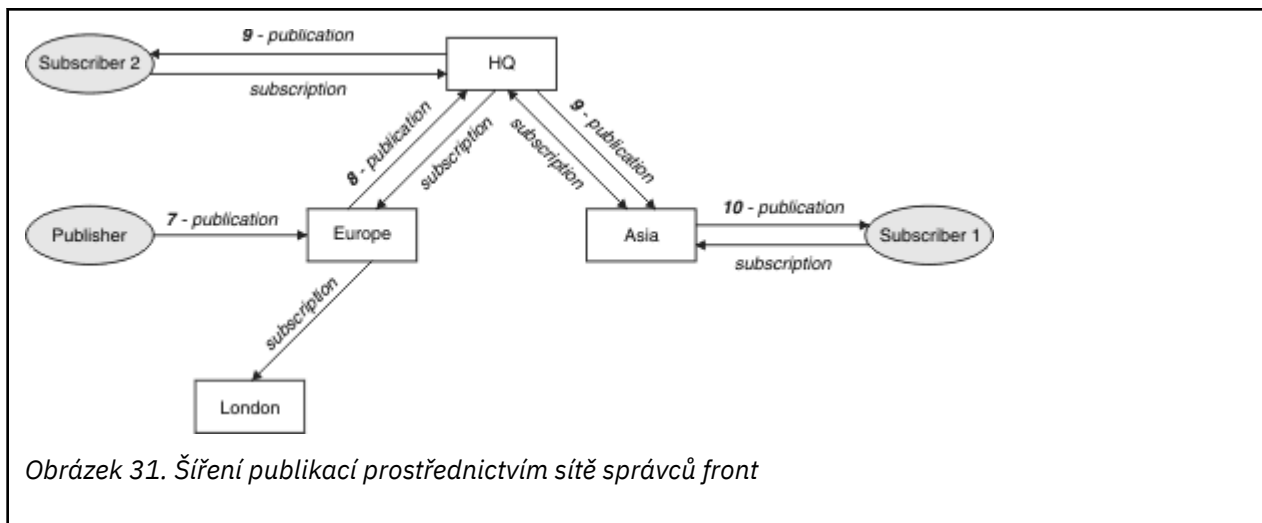 9 - publication
Subscriber 2
HQ
subscription
8 - publication
subscription
subscription
9 - publication
Publisher
7 - publication
Europe
Asia
10 - publication
Subscriber 1
subscription
subscription
London
Obrázek 31. Šíření publikací prostřednictvím sítě správců front